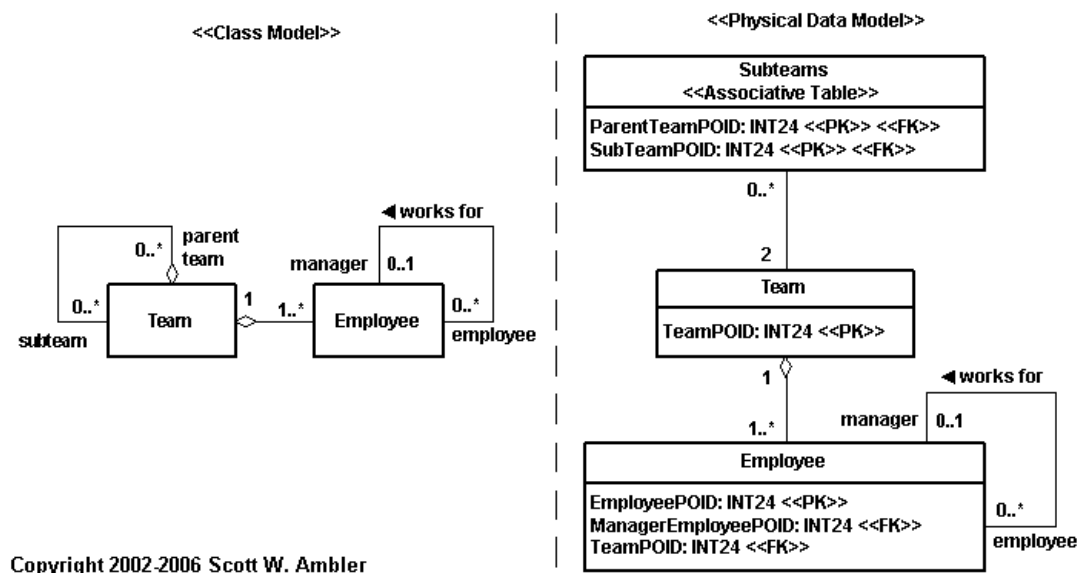 <<Class Model>>
0..*
parent
team
0..*
subteam
Team
1
1..*
Employee
manager
0..1
◄ works for
0..*
employee
Copyright 2002-2006 Scott W. Ambler
<<Physical Data Model>>
Subteams
<<Associative Table>>
ParentTeamPOID: INT24 <<PK>> <<FK>>
SubTeamPOID: INT24 <<PK>> <<FK>>
0..*
2
Team
TeamPOID: INT24 <<PK>>
1
1..*
◄ works for
manager
0..1
Employee
EmployeePOID: INT24 <<PK>>
ManagerEmployeePOID: INT24 <<FK>>
TeamPOID: INT24 <<FK>>
0..*
employee